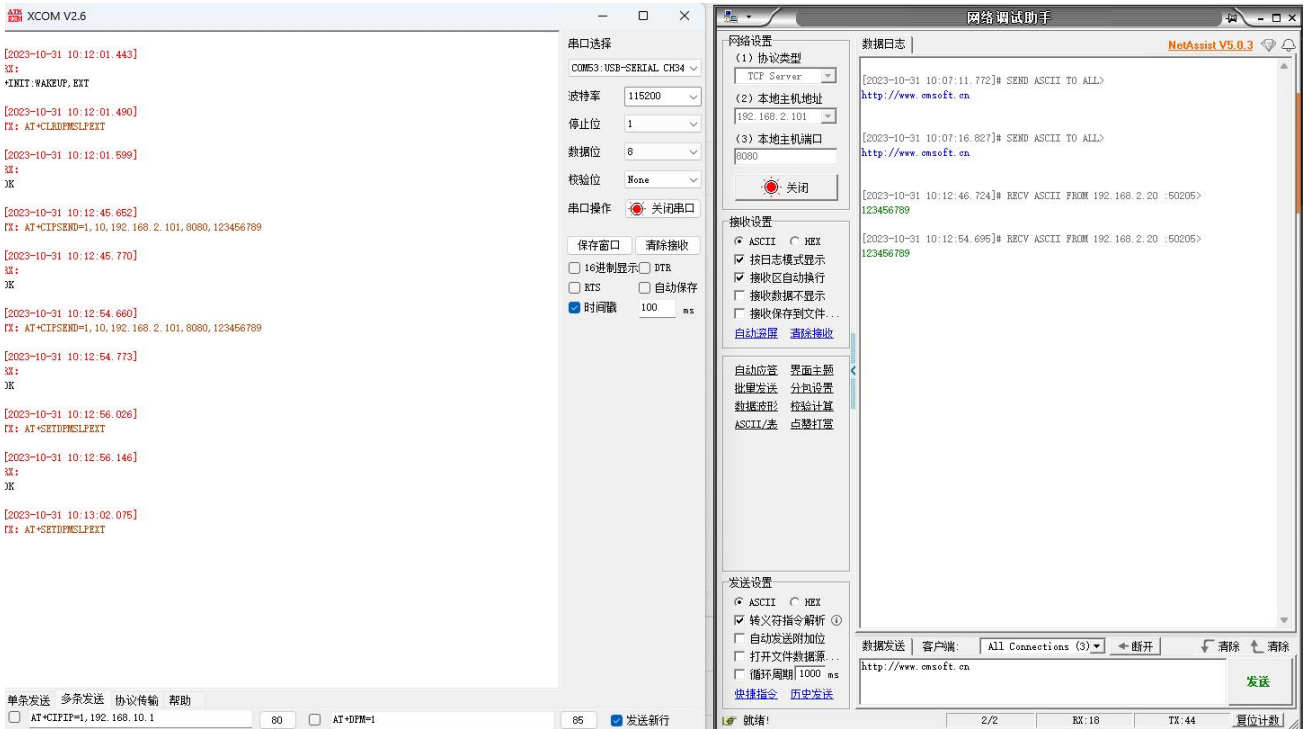 XCOM V2.6
[2023-10-31 10:12:01.443]
RX:
+INIT:WAKEUP,EXT
[2023-10-31 10:12:01.490]
TX: AT+CLRDPMSLPEXT
[2023-10-31 10:12:01.599]
RX:
OK
[2023-10-31 10:12:45.652]
TX: AT+CIPSEND=1,10,192.168.2.101,8080,123456789
[2023-10-31 10:12:45.770]
RX:
OK
[2023-10-31 10:12:54.660]
TX: AT+CIPSEND=1,10,192.168.2.101,8080,123456789
[2023-10-31 10:12:54.773]
RX:
OK
[2023-10-31 10:12:56.026]
TX: AT+SETDPMSLPEXT
[2023-10-31 10:12:56.146]
RX:
OK
[2023-10-31 10:13:02.075]
TX: AT+SETDPMSLPEXT
串口选择
COM53:USB-SERIAL CH34
波特率 115200
停止位 1
数据位 8
校验位 None
串口操作 关闭串口
保存窗口 清除接收
16进制显示 DTR
RTS 自动保存
时间戳 100 ms
单条发送 多条发送 协议传输 帮助
AT+CIPIP=1,192.168.10.1 80 AT+DPM=1 85 发送新行
网络调试助手
网络设置
(1) 协议类型
TCP Server
(2) 本地主机地址
192.168.2.101
(3) 本地主机端口
8080
关闭
接收设置
ASCII HEX
按日志模式显示
接收区自动换行
接收数据不显示
接收保存到文件...
自动滚屏 清除接收
自动应答 界面主题
批量发送 分包设置
数据波形 校验计算
ASCII/表 点赞打赏
发送设置
ASCII HEX
转义符指令解析
自动发送附加位
打开文件数据源...
循环周期 1000 ms
快捷指令 历史发送
数据日志 NetAssist V5.0.3
[2023-10-31 10:07:11.772]# SEND ASCII TO ALL>
http://www.cmsoft.cn
[2023-10-31 10:07:16.827]# SEND ASCII TO ALL>
http://www.cmsoft.cn
[2023-10-31 10:12:46.724]# RECV ASCII FROM 192.168.2.20 :50205>
123456789
[2023-10-31 10:12:54.695]# RECV ASCII FROM 192.168.2.20 :50205>
123456789
数据发送 客户端: All Connections (3) 断开 清除 清除
http://www.cmsoft.cn
发送
就绪! 2/2 RX:18 TX:44 复位计数